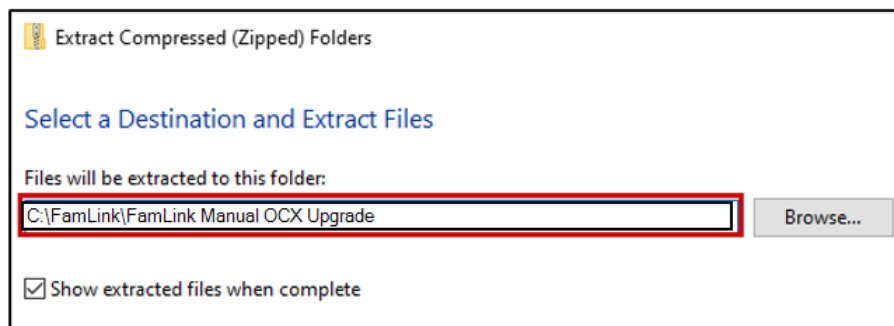 Extract Compressed (Zipped) Folders
Select a Destination and Extract Files
Files will be extracted to this folder:
C:\FamLink\FamLink Manual OCX Upgrade
Browse...
Show extracted files when complete